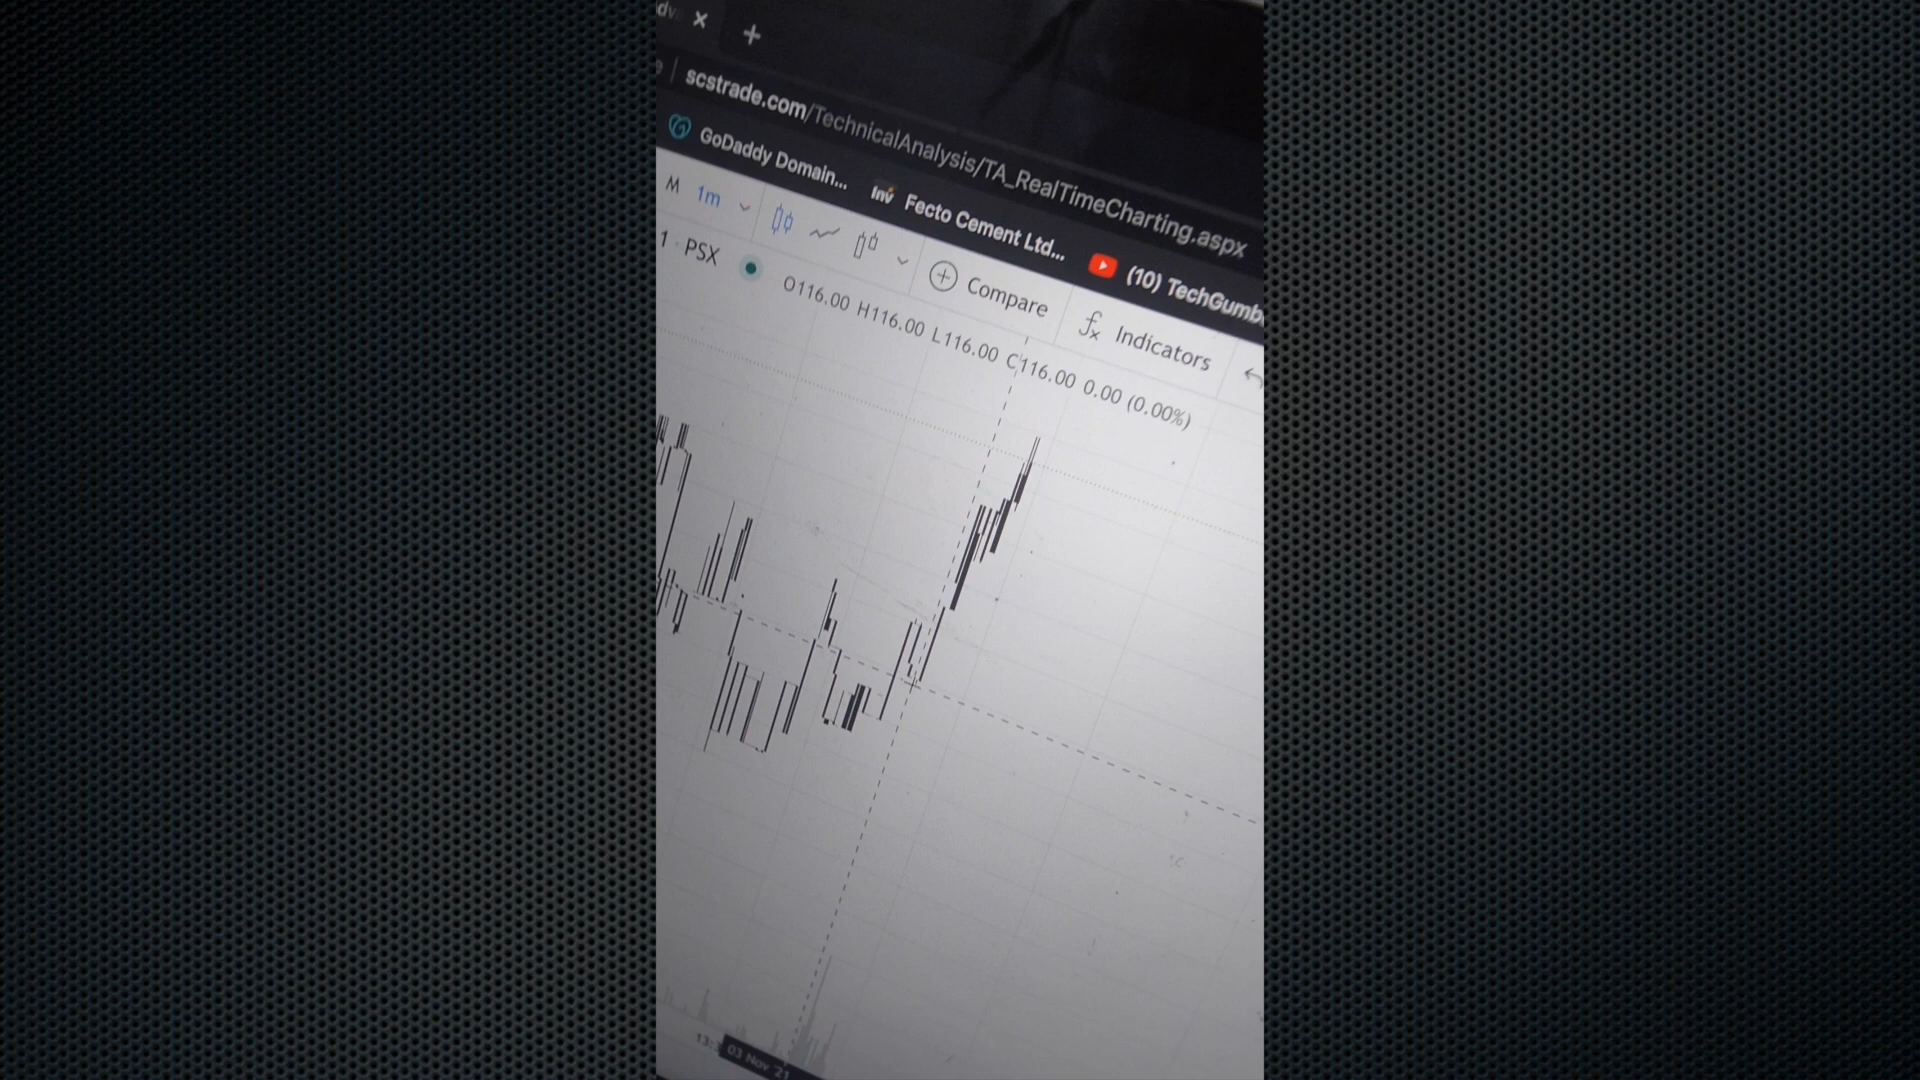 scstrade.com/TechnicalAnalysis/TA_RealTimeCharting.aspx
GoDaddy Domain... Fecto Cement Ltd... (10) TechGumb
M 1m Compare Indicators
1 · PSX O116.00 H116.00 L116.00 C116.00 0.00 (0.00%)
03 Nov '21